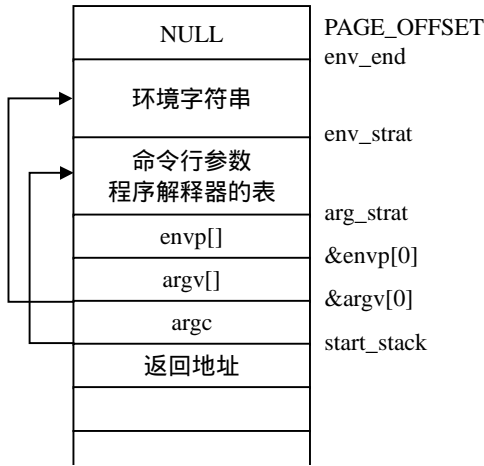 NULL
PAGE_OFFSET
env_end
环境字符串
env_strat
命令行参数
程序解释器的表
arg_strat
envp[]
&envp[0]
argv[]
&argv[0]
argc
start_stack
返回地址